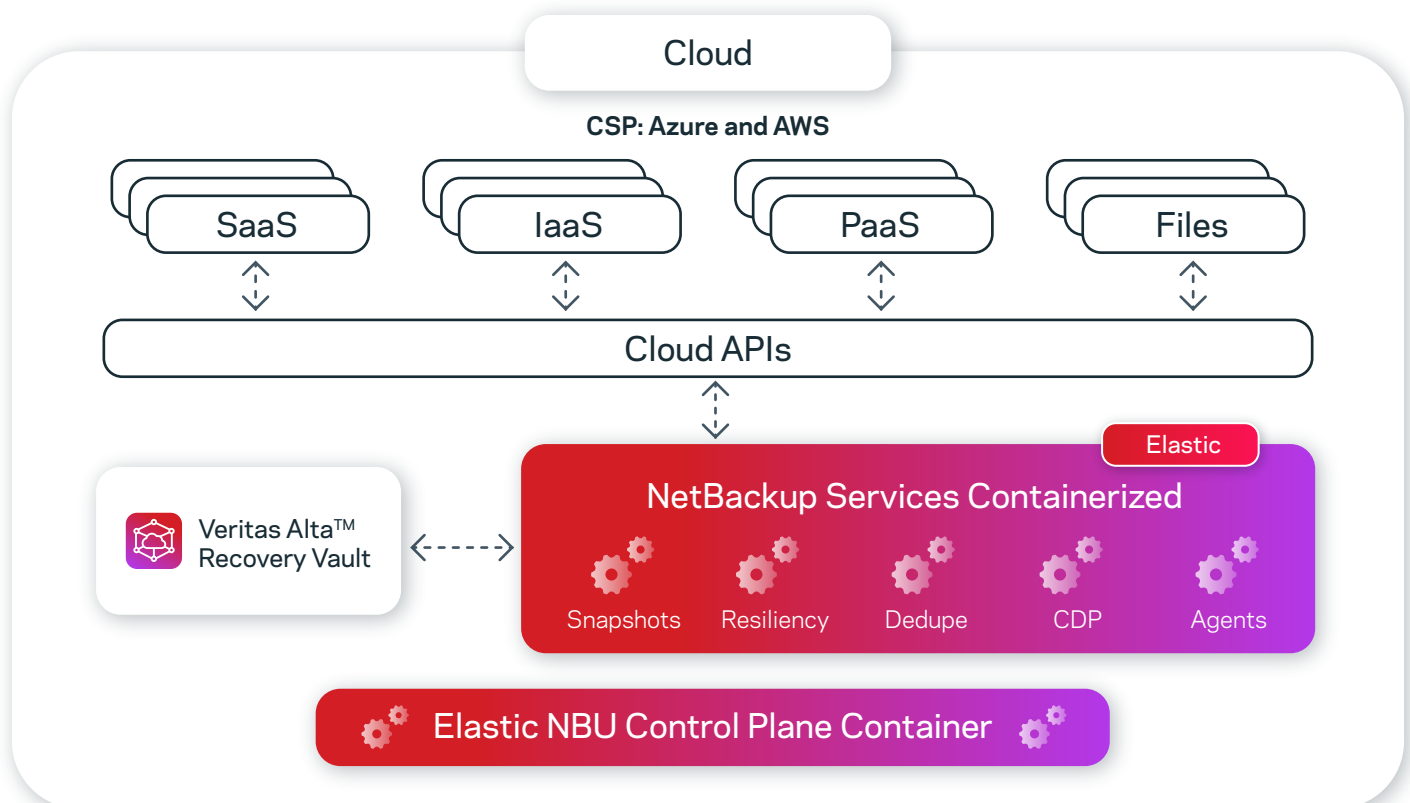 Cloud
CSP: Azure and AWS
SaaS
IaaS
PaaS
Files
Cloud APIs
Elastic
NetBackup Services Containerized
Veritas Alta™
Recovery Vault
Snapshots
Resiliency
Dedupe
CDP
Agents
Elastic NBU Control Plane Container